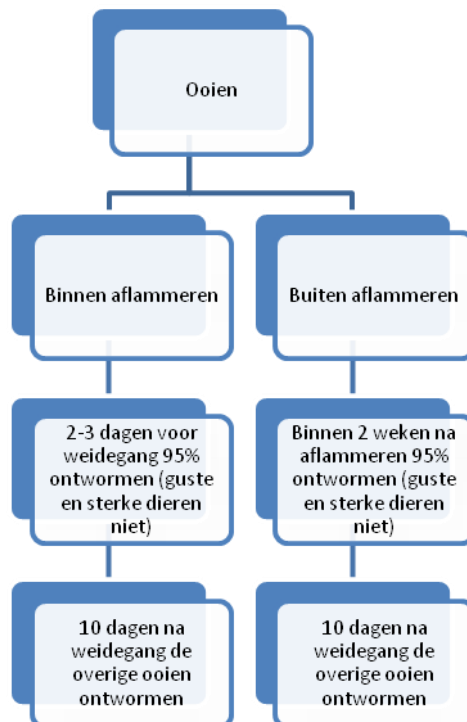 Ooien
Binnen aflammeren
Buiten aflammeren
2-3 dagen voor
weidegang 95%
ontwormen (guste
en sterke dieren
niet)
Binnen 2 weken na
aflammeren 95%
ontwormen (guste
en sterke dieren
niet)
10 dagen na
weidegang de
overige ooien
ontwormen
10 dagen na
weidegang de
overige ooien
ontwormen